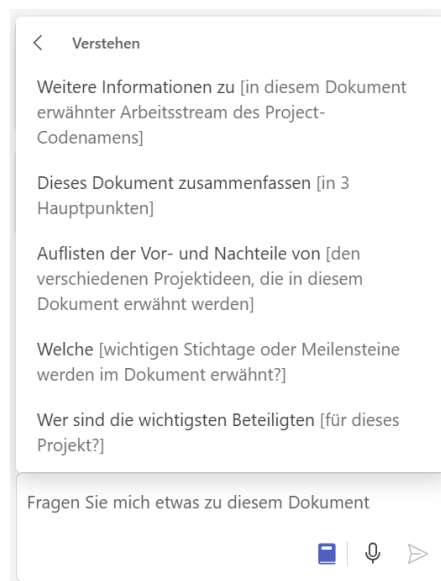 Verstehen
Weitere Informationen zu [in diesem Dokument
erwähnter Arbeitsstream des Project-
Codenamens]
Dieses Dokument zusammenfassen [in 3
Hauptpunkten]
Auflisten der Vor- und Nachteile von [den
verschiedenen Projektideen, die in diesem
Dokument erwähnt werden]
Welche [wichtigen Stichtage oder Meilensteine
werden im Dokument erwähnt?]
Wer sind die wichtigsten Beteiligten [für dieses
Projekt?]
Fragen Sie mich etwas zu diesem Dokument